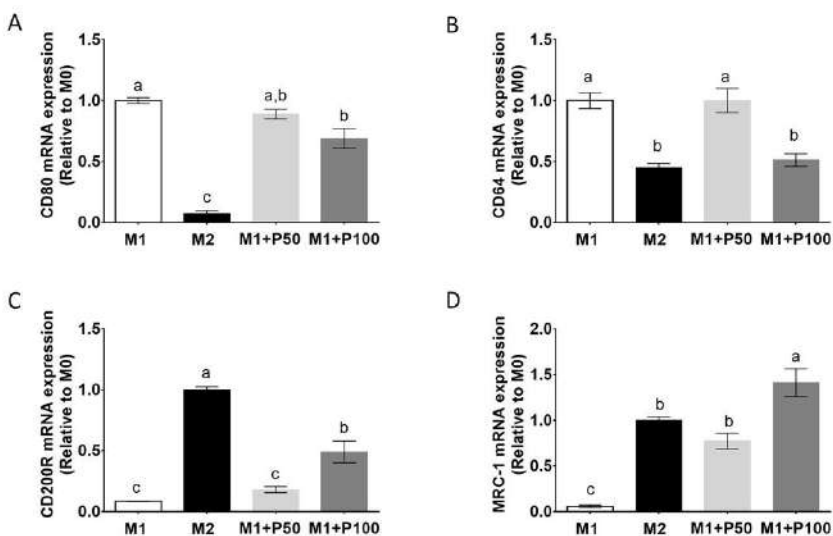 A
CD80 mRNA expression
(Relative to M0)
1.5
1.0
0.5
0.0
a
c
a,b
b
M1
M2
M1+P50
M1+P100
B
CD64 mRNA expression
(Relative to M0)
1.5
1.0
0.5
0.0
a
b
a
b
M1
M2
M1+P50
M1+P100
C
CD200R mRNA expression
(Relative to M0)
1.5
1.0
0.5
0.0
c
a
c
b
M1
M2
M1+P50
M1+P100
D
MRC-1 mRNA expression
(Relative to M0)
2.0
1.5
1.0
0.5
0.0
c
b
b
a
M1
M2
M1+P50
M1+P100